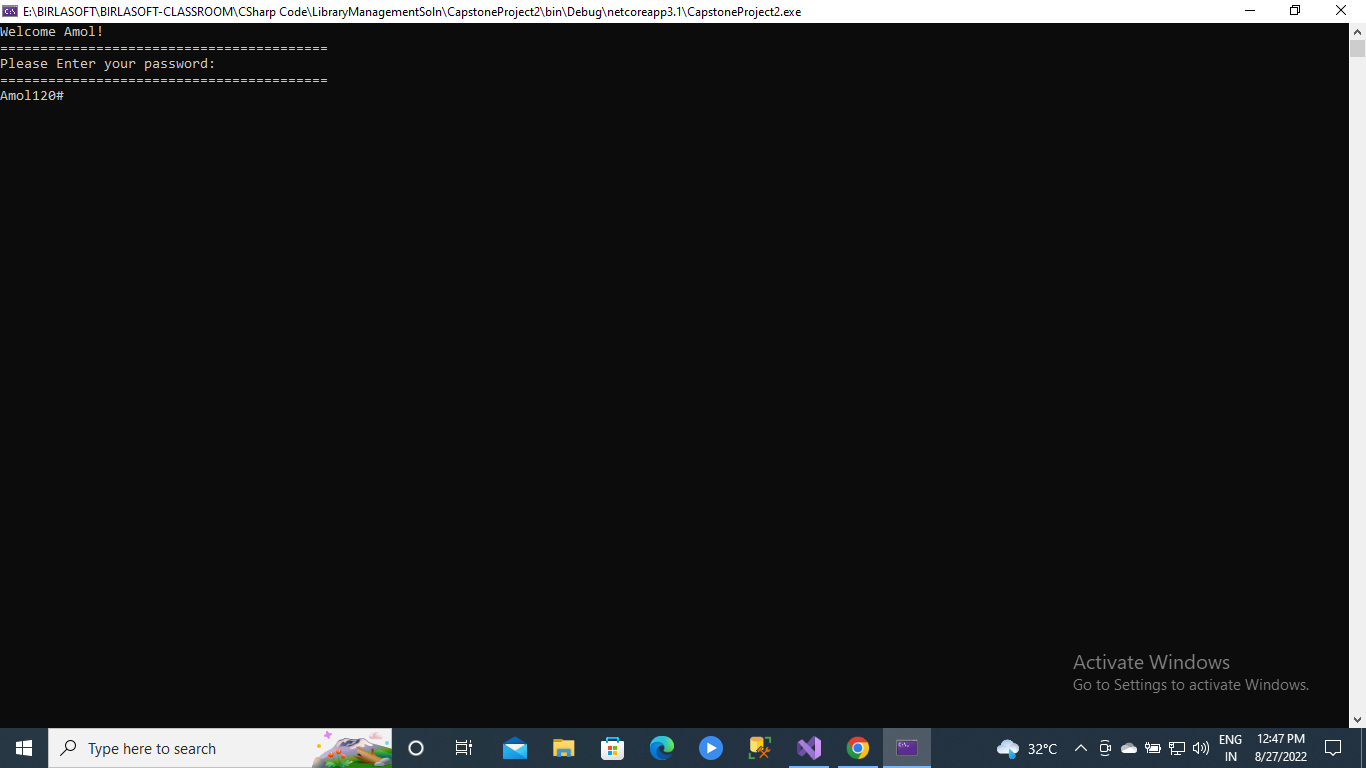 E:\BIRLASOFT\BIRLASOFT-CLASSROOM\CSharp Code\LibraryManagementSoln\CapstoneProject2\bin\Debug\netcoreapp3.1\CapstoneProject2.exe
Welcome Amol!
=========================================
Please Enter your password:
=========================================
Amol120#
Activate Windows
Go to Settings to activate Windows.
Type here to search
32°C
ENG
IN
12:47 PM
8/27/2022